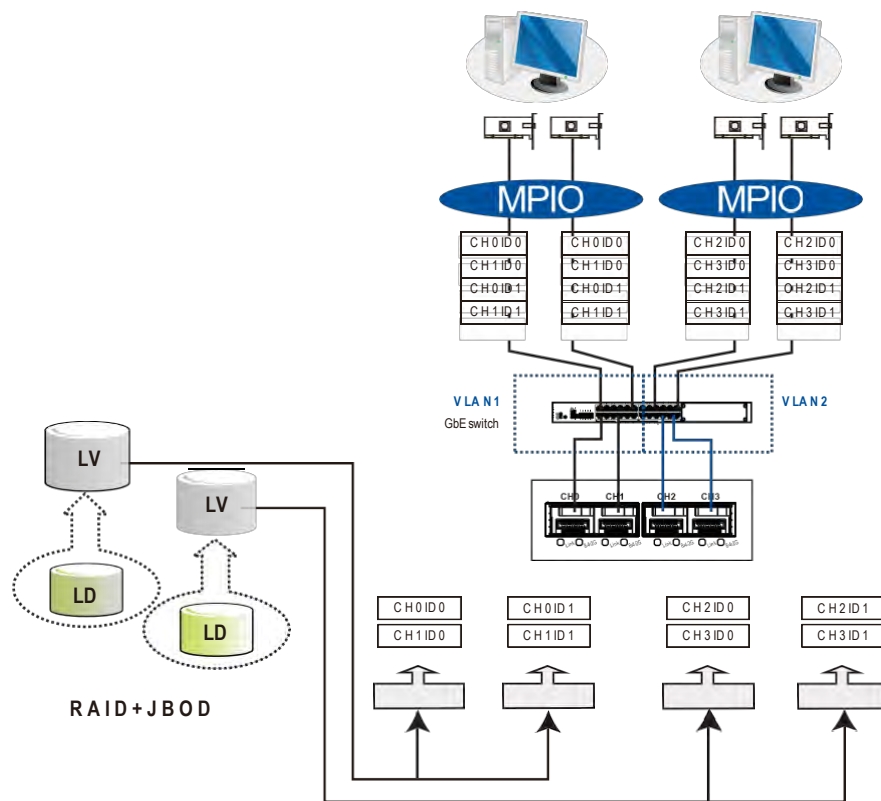 MPIO
MPIO
CH0ID0
CH0ID0
CH2ID0
CH2ID0
CH1ID0
CH1ID0
CH3ID0
CH3ID0
CH0ID1
CH0ID1
CH2ID1
CH2ID1
CH1ID1
CH1ID1
CH3ID1
CH3ID1
VLAN1
VLAN2
GbE switch
LV
LV
CH0
CH1
CH2
CH3
LD
LD
CH0ID0
CH0ID1
CH2ID0
CH2ID1
CH1ID0
CH1ID1
CH3ID0
CH3ID1
RAID+JBOD